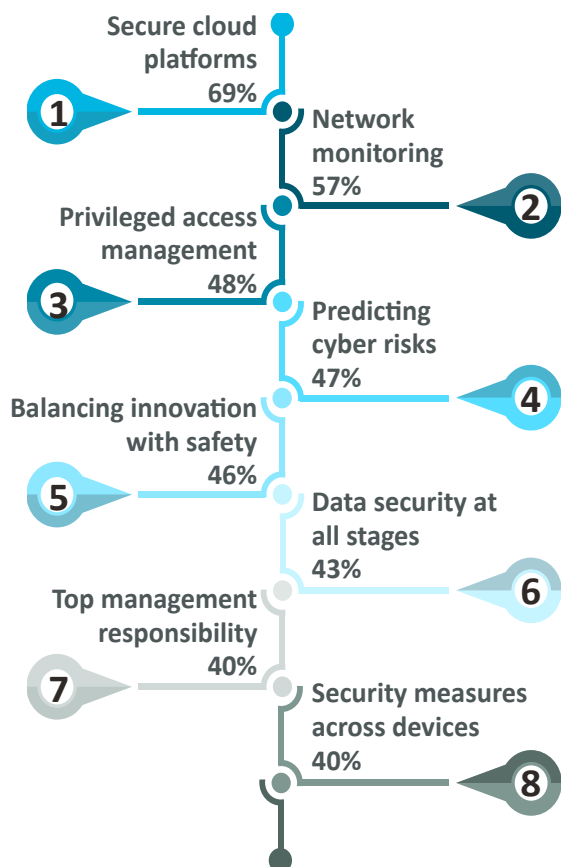 Secure cloud
platforms
69%
1
Network
monitoring
57%
2
Privileged access
management
48%
3
Predicting
cyber risks
47%
4
Balancing innovation
with safety
46%
5
Data security at
all stages
43%
6
Top management
responsibility
40%
7
Security measures
across devices
40%
8